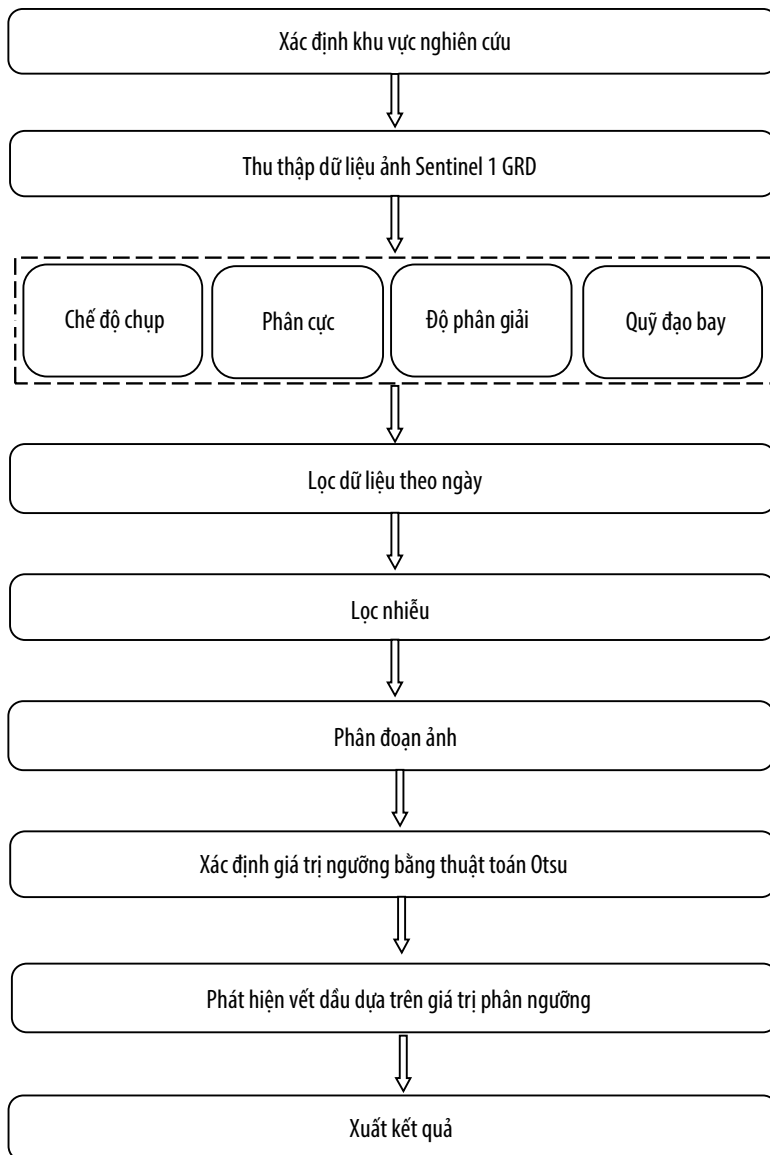 Xác định khu vực nghiên cứu
Thu thập dữ liệu ảnh Sentinel 1 GRD
Chế độ chụp
Phân cực
Độ phân giải
Quỹ đạo bay
Lọc dữ liệu theo ngày
Lọc nhiễu
Phân đoạn ảnh
Xác định giá trị ngưỡng bằng thuật toán Otsu
Phát hiện vết dầu dựa trên giá trị phân ngưỡng
Xuất kết quả